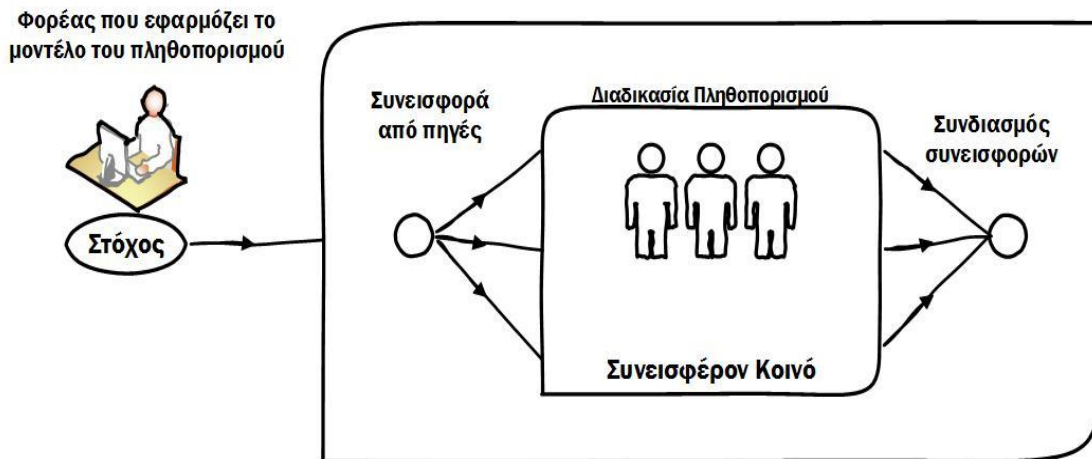 Φορέας που εφαρμόζει το
μοντέλο του πληθοπορισμού
Στόχος
Συνεισφορά
από πηγές
Διαδικασία Πληθοπορισμού
Συνεισφέρον Κοινό
Συνδιασμός
συνεισφορών